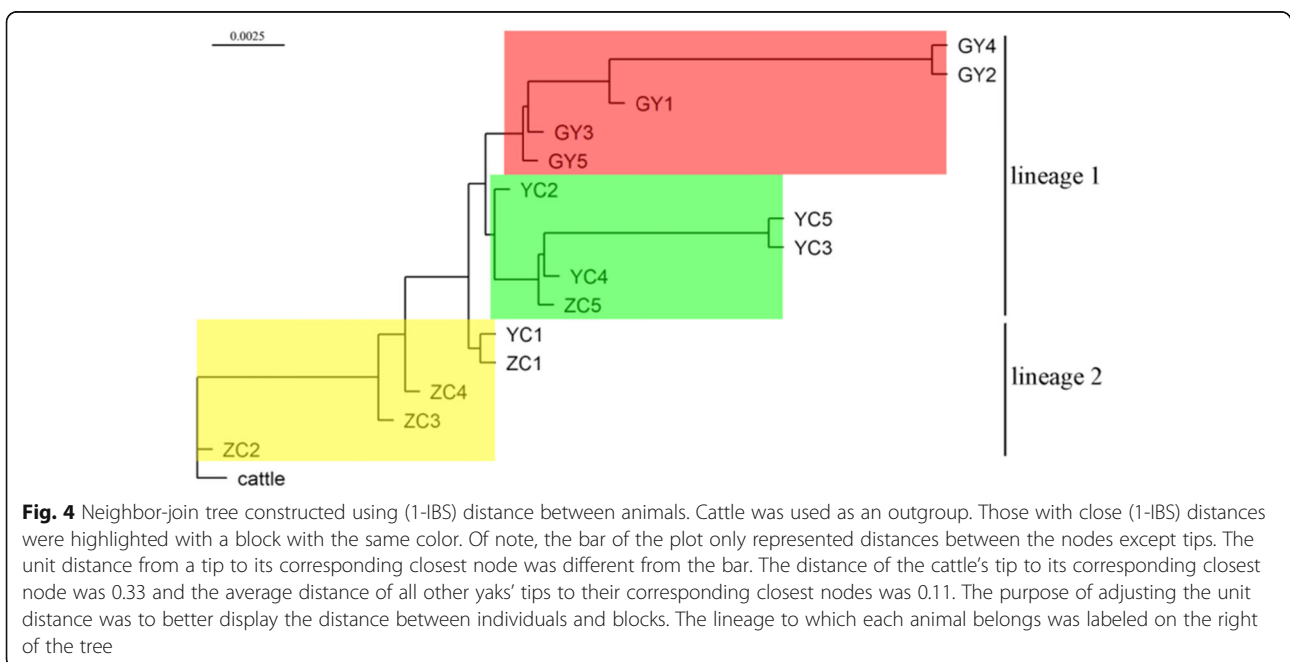 0.0025
GY4
GY2
GY1
GY3
GY5
lineage 1
YC2
YC5
YC3
YC4
ZC5
YC1
ZC1
lineage 2
ZC4
ZC3
ZC2
cattle
Fig. 4 Neighbor-join tree constructed using (1-IBS) distance between animals. Cattle was used as an outgroup. Those with close (1-IBS) distances
were highlighted with a block with the same color. Of note, the bar of the plot only represented distances between the nodes except tips. The
unit distance from a tip to its corresponding closest node was different from the bar. The distance of the cattle's tip to its corresponding closest
node was 0.33 and the average distance of all other yaks' tips to their corresponding closest nodes was 0.11. The purpose of adjusting the unit
distance was to better display the distance between individuals and blocks. The lineage to which each animal belongs was labeled on the right
of the tree